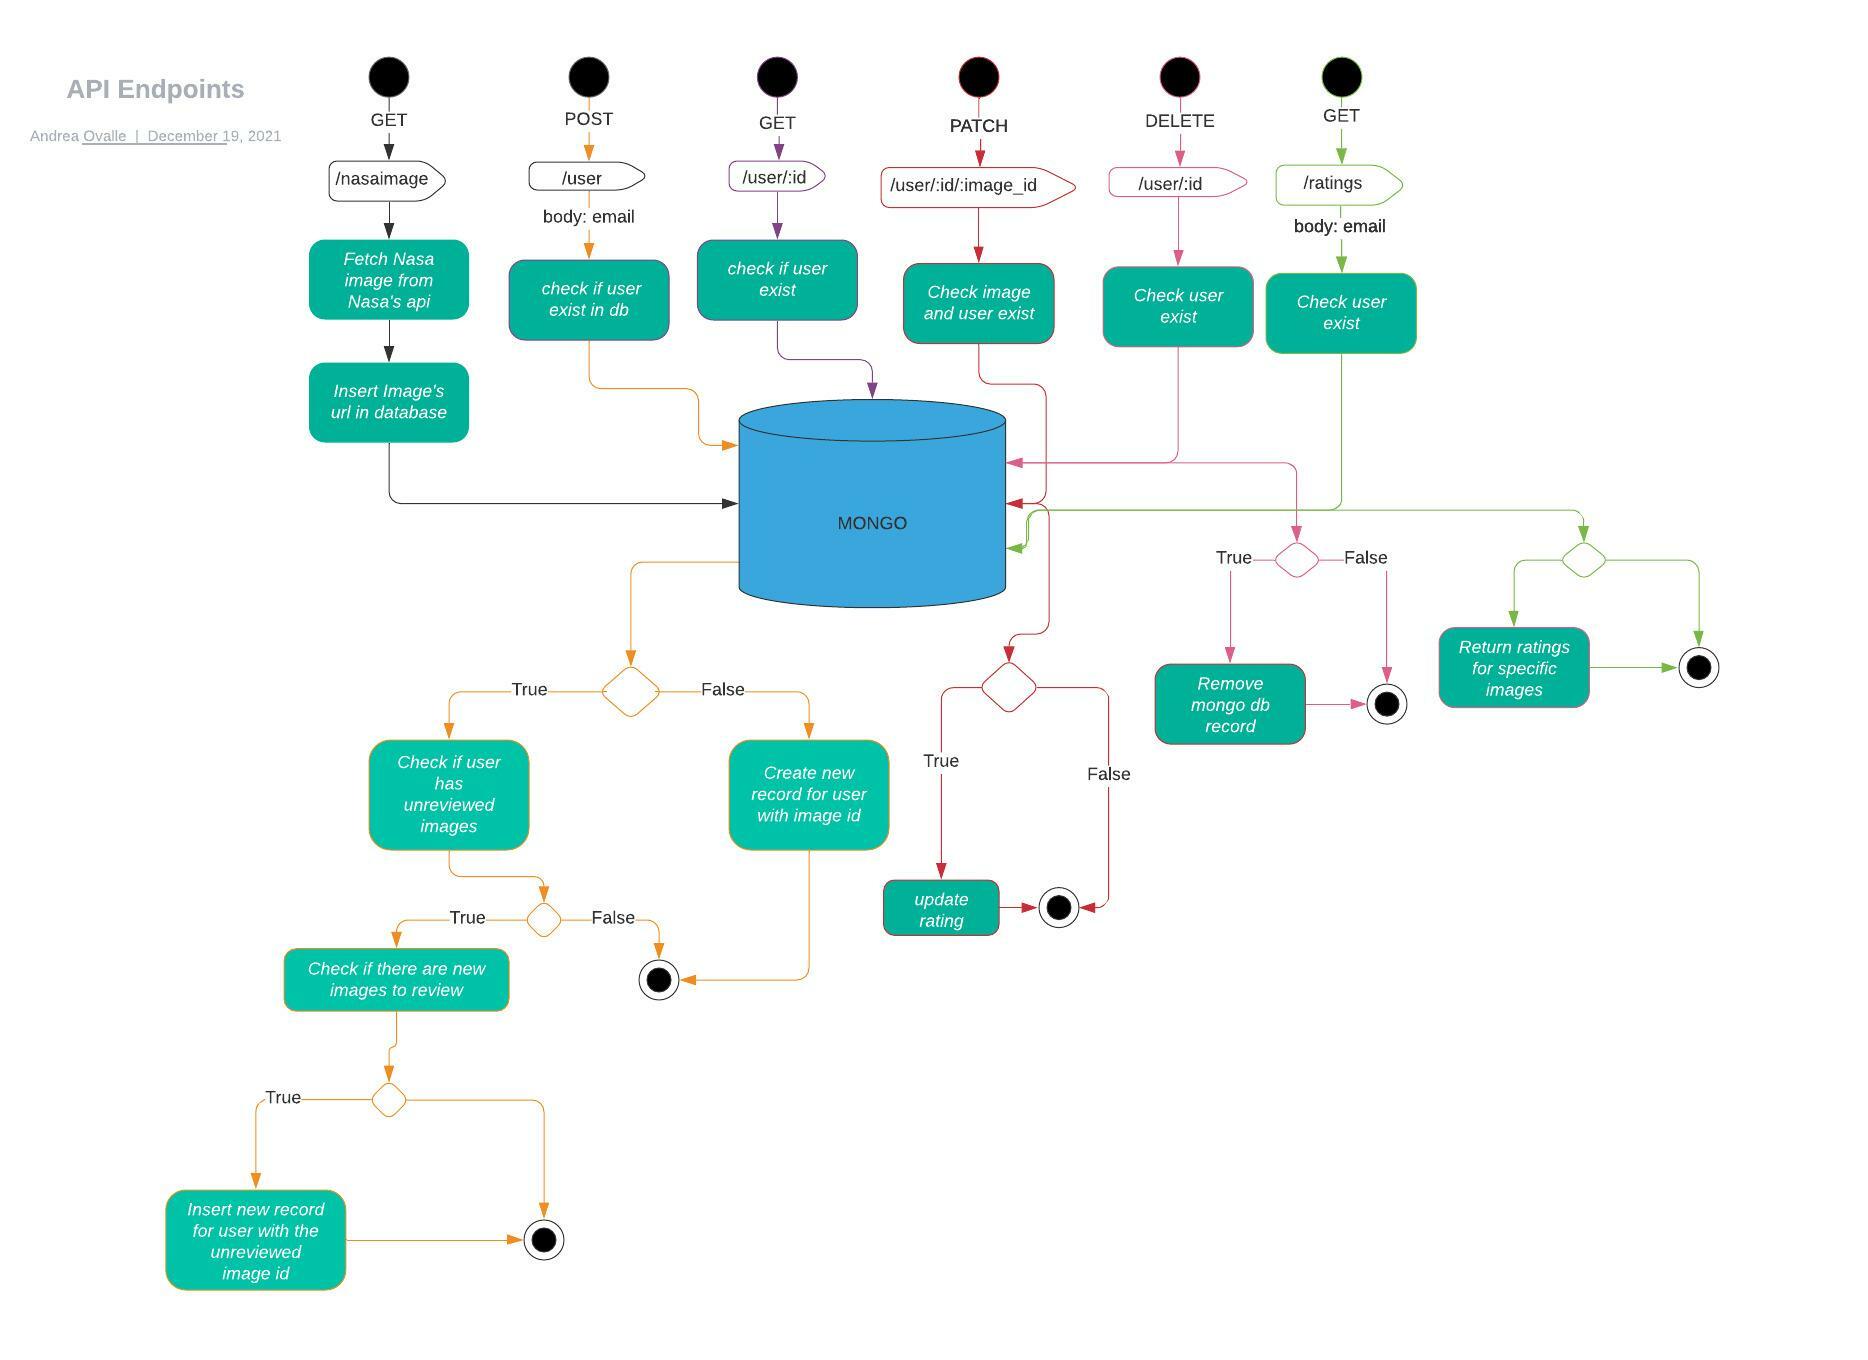 API Endpoints
Andrea Ovalle | December 19, 2021
GET
POST
GET
PATCH
DELETE
GET
/nasaimage
/user
/user/:id
/user/:id/:image_id
/user/:id
/ratings
body: email
body: email
Fetch Nasa
image from
Nasa's api
check if user
exist in db
check if user
exist
Check image
and user exist
Check user
exist
Check user
exist
Insert Image's
url in database
MONGO
True
False
True
False
Return ratings
for specific
images
Remove
mongo db
record
Check if user
has
unreviewed
images
Create new
record for user
with image id
True
False
update
rating
True
False
Check if there are new
images to review
True
Insert new record
for user with the
unreviewed
image id